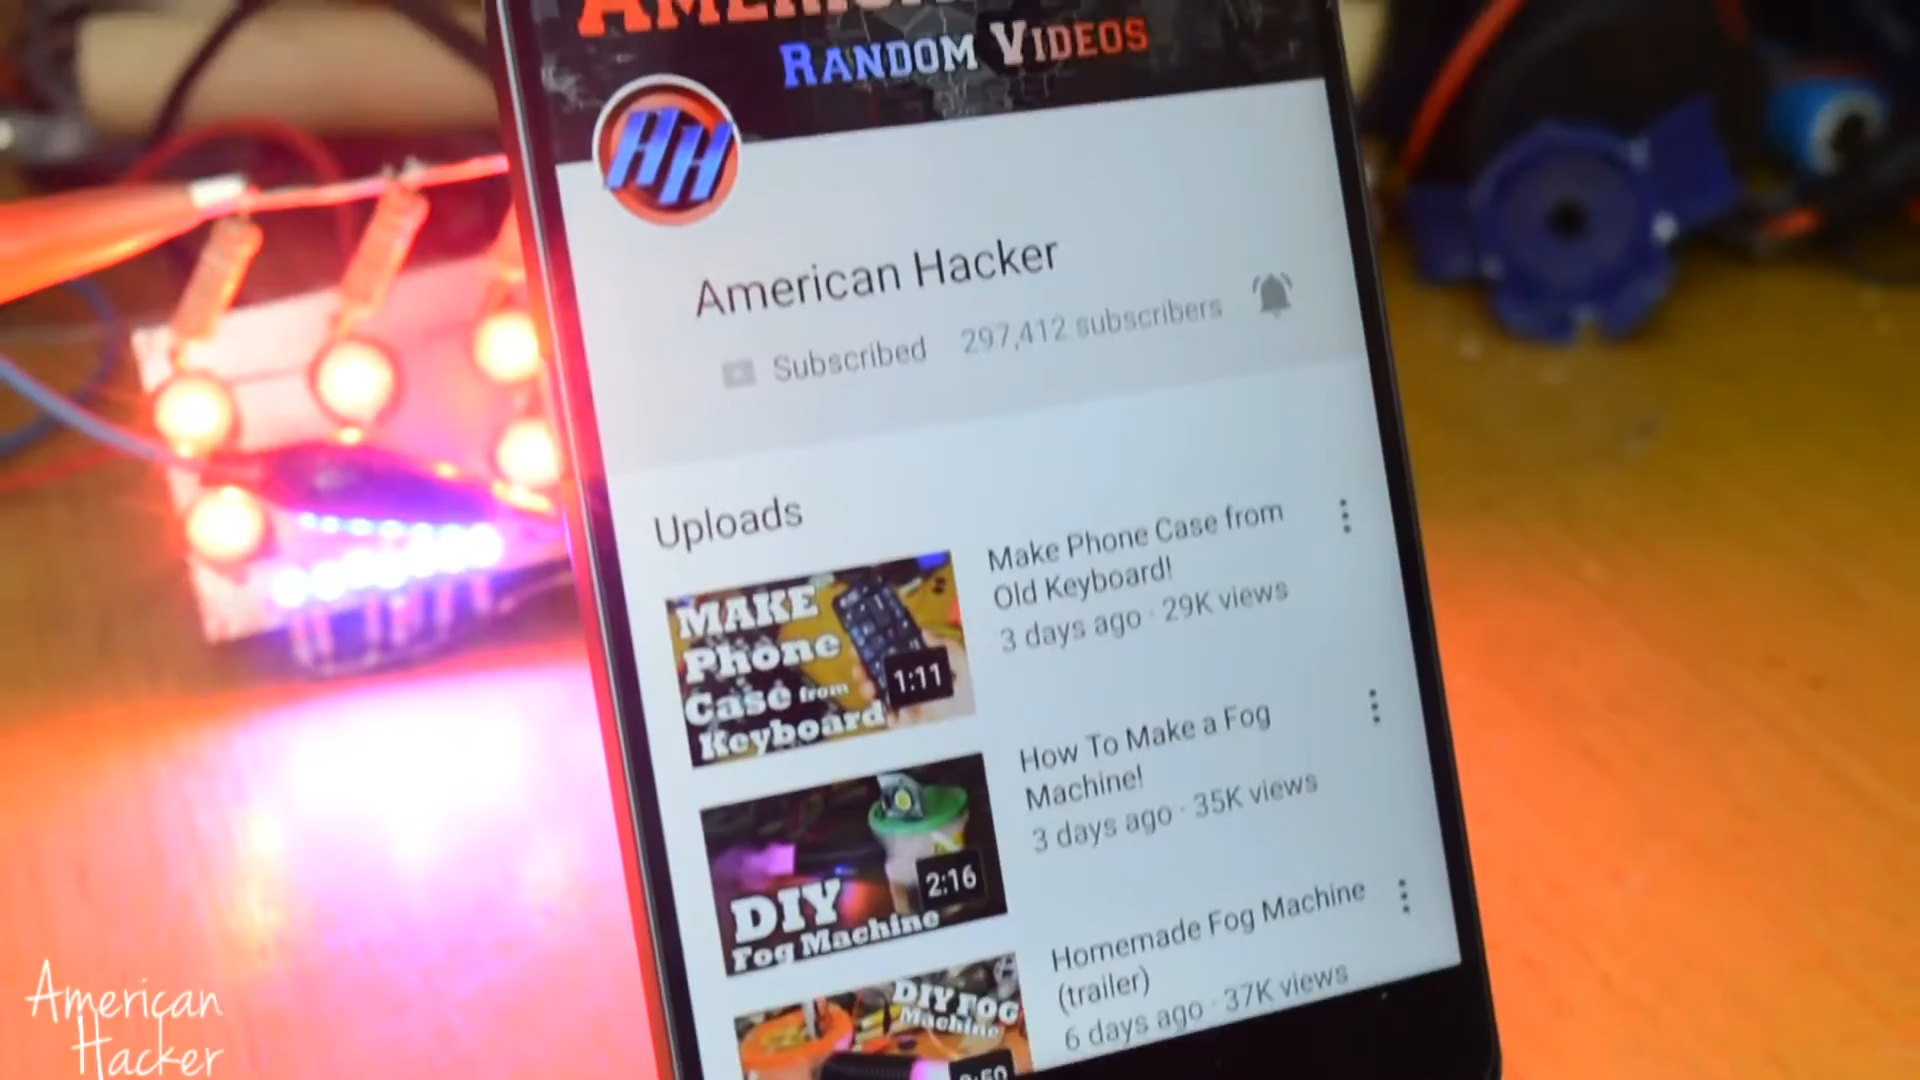 RANDOM VIDEOS
AH
American Hacker
Subscribed 297,412 subscribers
Uploads
MAKE
Phone
Case from
Keyboard
1:11
Make Phone Case from
Old Keyboard!
3 days ago · 29K views
DIY
Fog Machine
2:16
How To Make a Fog
Machine!
3 days ago · 35K views
DIY FOG
Machine
Homemade Fog Machine
(trailer)
6 days ago · 37K views
American
Hacker